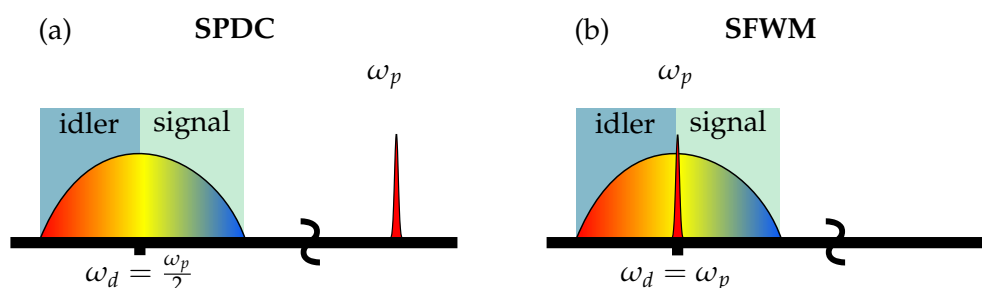 (a) SPDC
ω_p
idler signal
ω_d = ω_p/2
(b) SFWM
ω_p
idler signal
ω_d = ω_p